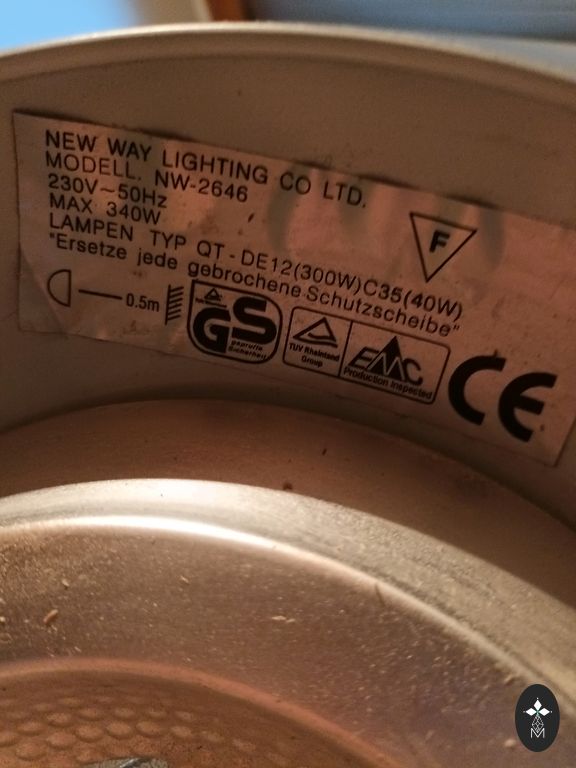 NEW WAY LIGHTING CO LTD.
MODELL. NW-2646
230V~50Hz
MAX 340W
LAMPEN TYP QT-DE12(300W)C35(40W)
"Ersetze jede gebrochene Schutzscheibe"
F
0.5m
GS
geprüfte
Sicherheit
TUV Rheinland
Group
EMC
Production Inspected
CE
M